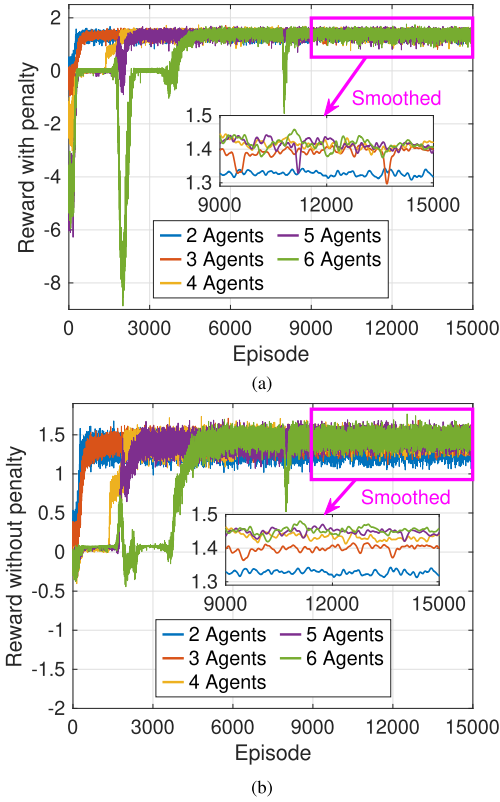 2
0
-2
-4
-6
-8
Reward with penalty
Smoothed
1.5
1.4
1.3
9000 12000 15000
2 Agents 5 Agents
3 Agents 6 Agents
4 Agents
0 3000 6000 9000 12000 15000
Episode
(a)
1.5
1
0.5
0
-0.5
-1
-1.5
-2
Reward without penalty
Smoothed
1.5
1.4
1.3
9000 12000 15000
2 Agents 5 Agents
3 Agents 6 Agents
4 Agents
0 3000 6000 9000 12000 15000
Episode
(b)